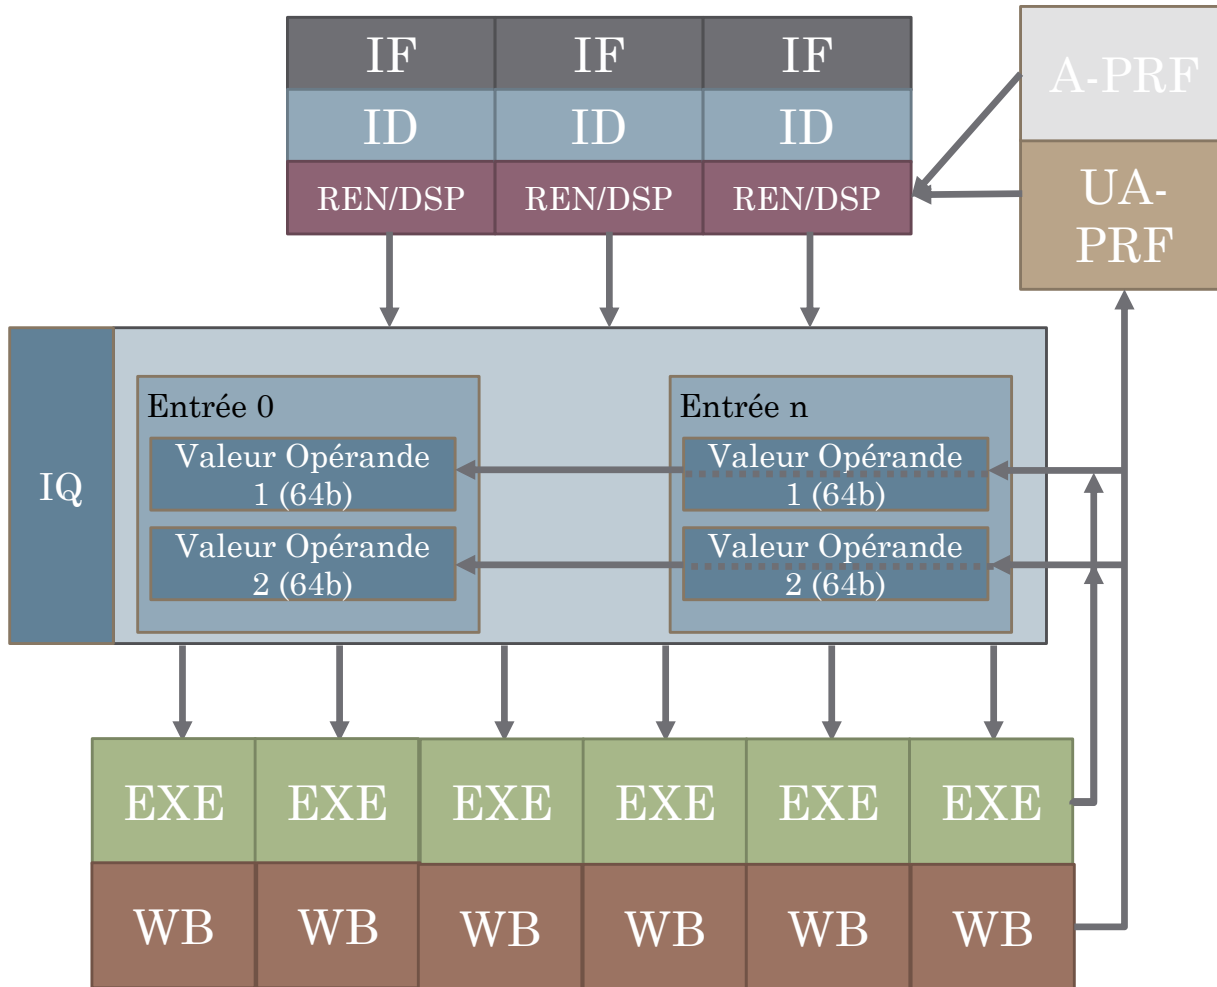 IF IF IF
A-PRF
ID ID ID
REN/DSP REN/DSP REN/DSP
UA-
PRF
IQ
Entrée 0
Valeur Opérande
1 (64b)
Valeur Opérande
2 (64b)
Entrée n
Valeur Opérande
1 (64b)
Valeur Opérande
2 (64b)
EXE EXE EXE EXE EXE EXE
WB WB WB WB WB WB